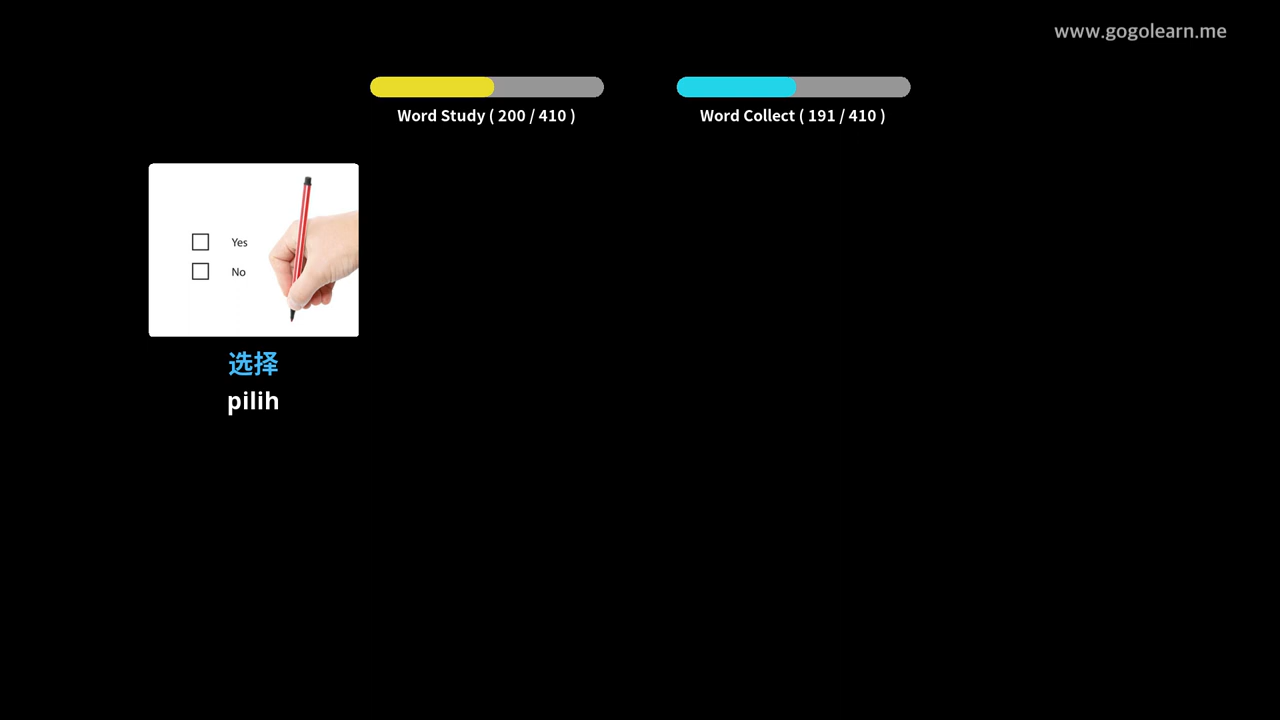 www.gogolearn.me
Word Study ( 200 / 410 )
Word Collect ( 191 / 410 )
Yes
No
选择
pilih